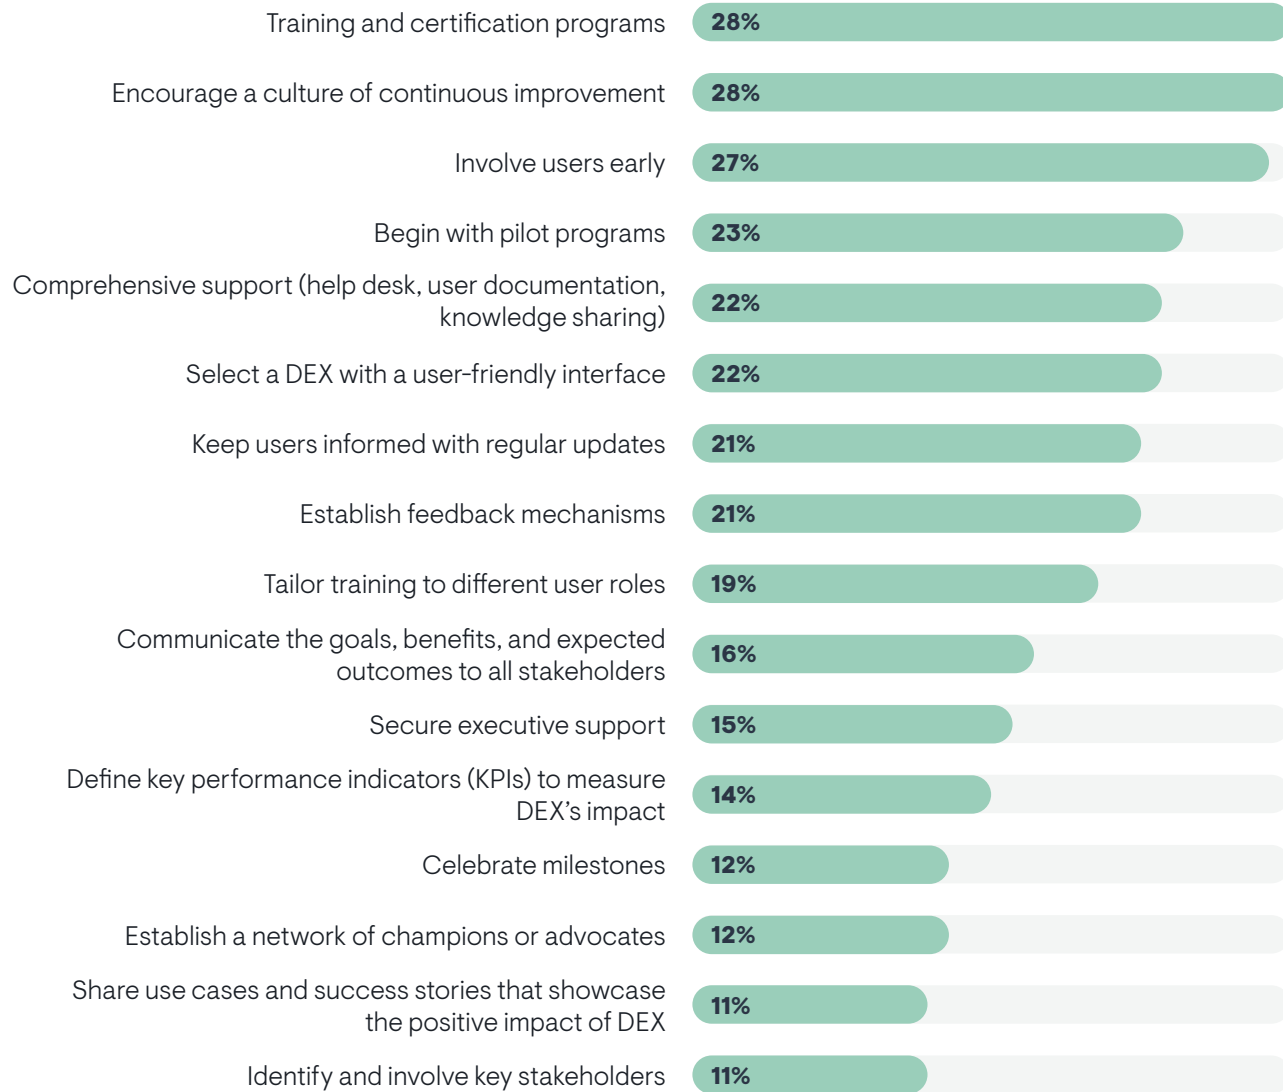 Training and certification programs 28%
Encourage a culture of continuous improvement 28%
Involve users early 27%
Begin with pilot programs 23%
Comprehensive support (help desk, user documentation,
knowledge sharing) 22%
Select a DEX with a user-friendly interface 22%
Keep users informed with regular updates 21%
Establish feedback mechanisms 21%
Tailor training to different user roles 19%
Communicate the goals, benefits, and expected
outcomes to all stakeholders 16%
Secure executive support 15%
Define key performance indicators (KPIs) to measure
DEX’s impact 14%
Celebrate milestones 12%
Establish a network of champions or advocates 12%
Share use cases and success stories that showcase
the positive impact of DEX 11%
Identify and involve key stakeholders 11%